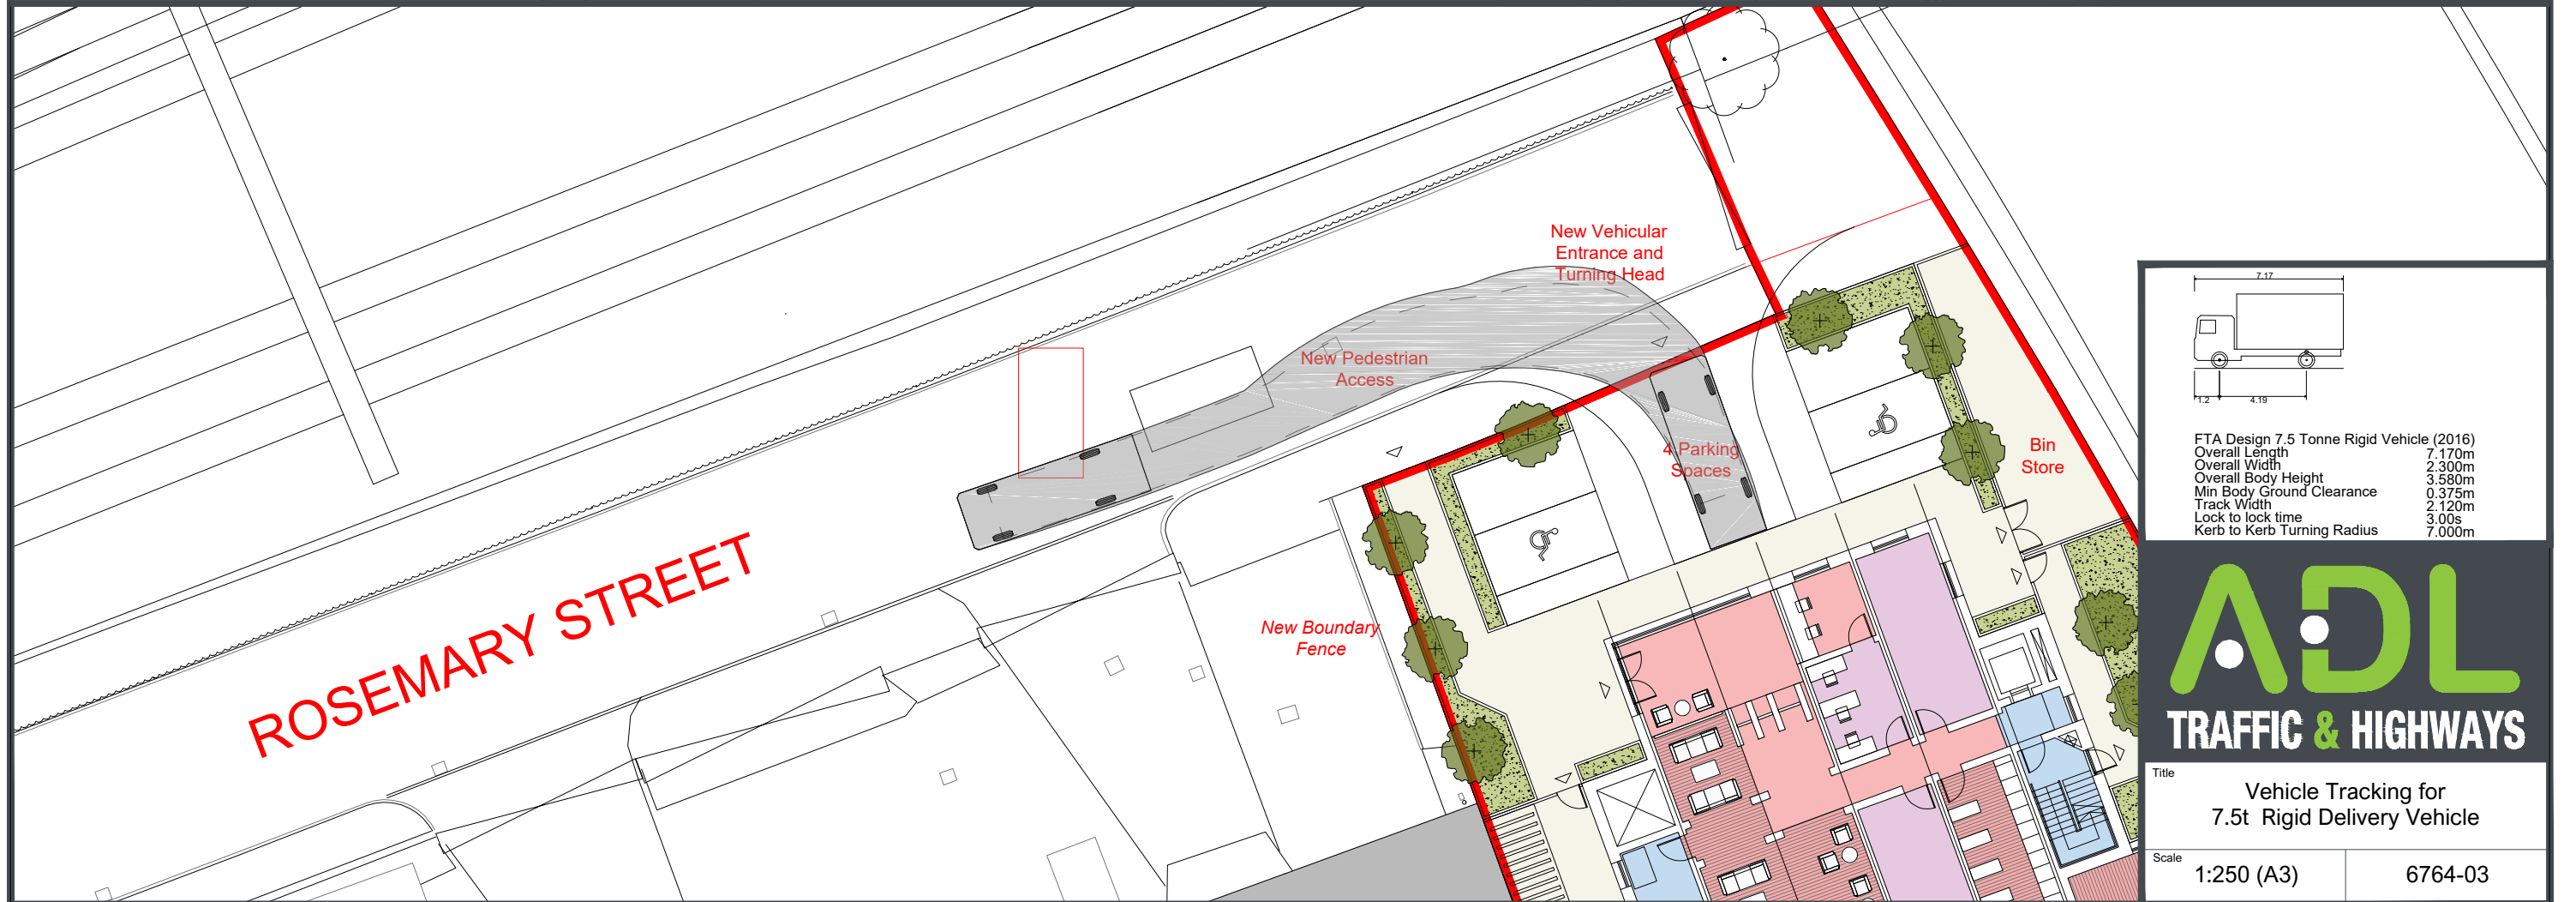 New Vehicular
Entrance and
Turning Head
New Pedestrian
Access
4 Parking
Spaces
Bin
Store
New Boundary
Fence
ROSEMARY STREET
7.17
1.2
4.19
FTA Design 7.5 Tonne Rigid Vehicle (2016)
Overall Length 7.170m
Overall Width 2.300m
Overall Body Height 3.580m
Min Body Ground Clearance 0.375m
Track Width 2.120m
Lock to lock time 3.00s
Kerb to Kerb Turning Radius 7.000m
ADL
TRAFFIC & HIGHWAYS
Title
Vehicle Tracking for
7.5t Rigid Delivery Vehicle
Scale
1:250 (A3)
6764-03